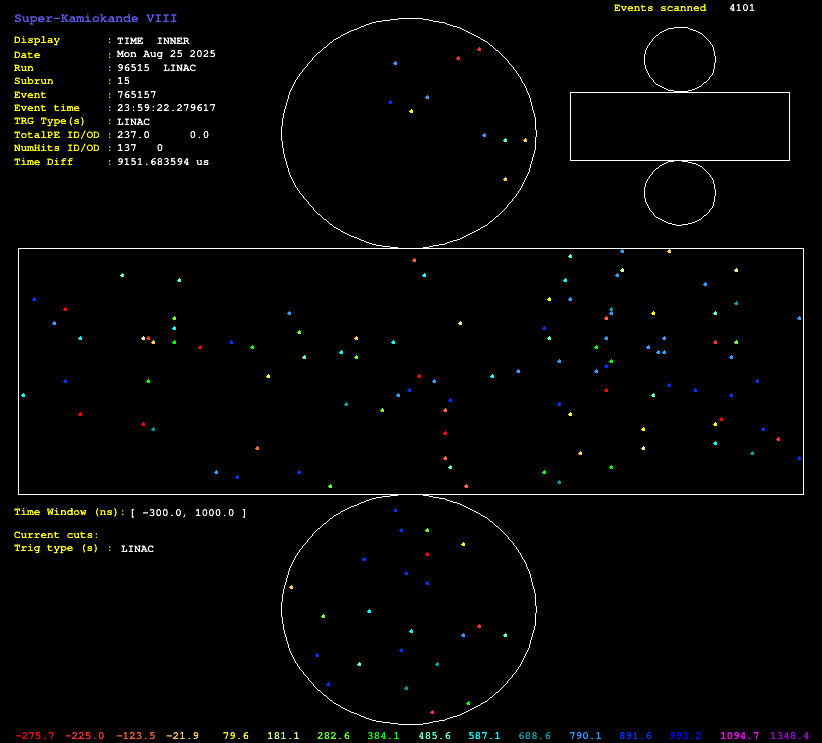 Super-Kamiokande VIII
Events scanned 4101
Display : TIME INNER
Date : Mon Aug 25 2025
Run : 96515 LINAC
Subrun : 15
Event : 765157
Event time : 23:59:22.279617
TRG Type(s) : LINAC
TotalPE ID/OD : 237.0 0.0
NumHits ID/OD : 137 0
Time Diff : 9151.683594 us
Time Window (ns): [ -300.0, 1000.0 ]
Current cuts:
Trig type (s) : LINAC
-275.7 -225.0 -123.5 -21.9 79.6 181.1 282.6 384.1 485.6 587.1 688.6 790.1 891.6 993.2 1094.7 1348.4